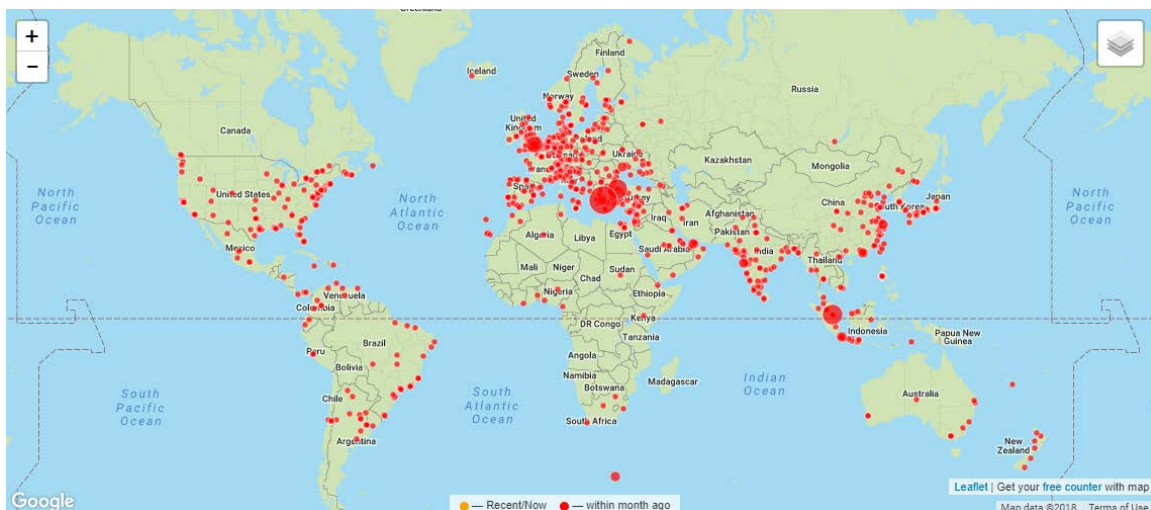 Greenland
+
−
Iceland
Finland
Sweden
Norway
Russia
United
Kingdom
Canada
Ukraine
Kazakhstan
Mongolia
North
Pacific
Ocean
United States
North
Atlantic
Ocean
Japan
North
Pacific
Ocean
China
South Korea
Iraq
Iran
Afghanistan
Pakistan
Algeria
Libya
Egypt
Saudi Arabia
India
Mexico
Mali
Niger
Chad
Sudan
Thailand
Nigeria
Ethiopia
Venezuela
Colombia
Kenya
DR Congo
Tanzania
Indonesia
Papua New
Guinea
Brazil
Peru
Bolivia
Angola
Namibia
Botswana
Madagascar
Indian
Ocean
Australia
South
Pacific
Ocean
Chile
South
Atlantic
Ocean
South Africa
Argentina
New
Zealand
Leaflet | Get your free counter with map
Google
— Recent/Now — within month ago
Map data ©2018 Terms of Use